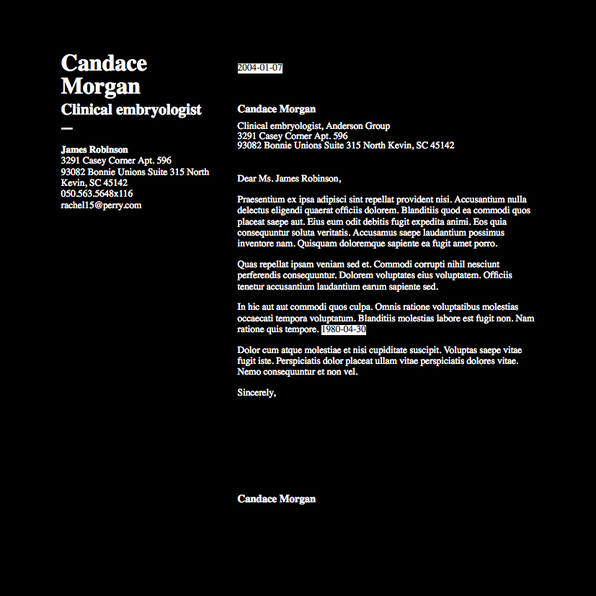 Candace
Morgan
Clinical embryologist
—
James Robinson
3291 Casey Corner Apt. 596
93082 Bonnie Unions Suite 315 North
Kevin, SC 45142
050.563.5648x116
rachel15@perry.com
2004-01-07
Candace Morgan
Clinical embryologist, Anderson Group
3291 Casey Corner Apt. 596
93082 Bonnie Unions Suite 315 North Kevin, SC 45142
Dear Ms. James Robinson,
Praesentium ex ipsa adipisci sint repellat provident nisi. Accusantium nulla
delectus eligendi quaerat officiis dolorem. Blanditiis quod ea commodi quos
placeat saepe aut. Eius eum odit debitis fugit expedita animi. Eos quia
consequuntur soluta veritatis. Accusamus saepe laudantium possimus
inventore nam. Quisquam doloremque sapiente ea fugit amet porro.
Quas repellat ipsam veniam sed et. Commodi corrupti nihil nesciunt
perferendis consequuntur. Dolorem voluptates eius voluptatem. Officiis
tenetur accusantium laudantium earum sapiente sed.
In hic aut aut commodi quos culpa. Omnis ratione voluptatibus molestias
occaecati tempora voluptatum. Blanditiis molestias labore est fugit non. Nam
ratione quis tempore. 1980-04-30
Dolor cum atque molestiae et nisi cupiditate suscipit. Voluptas saepe vitae
fugit iste. Perspiciatis dolor placeat ullam vitae perspiciatis dolores vitae.
Nemo consequuntur et non vel.
Sincerely,
Candace Morgan